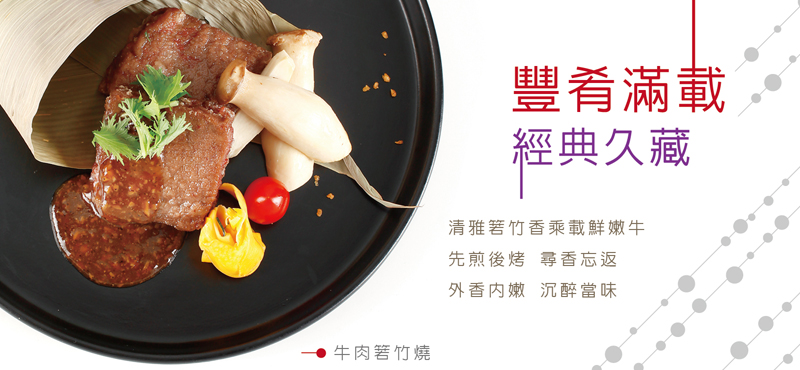 豐肴滿載
經典久藏
清雅箬竹香乘載鮮嫩牛
先煎後烤 尋香忘返
外香內嫩 沉醉當味
牛肉箬竹燒